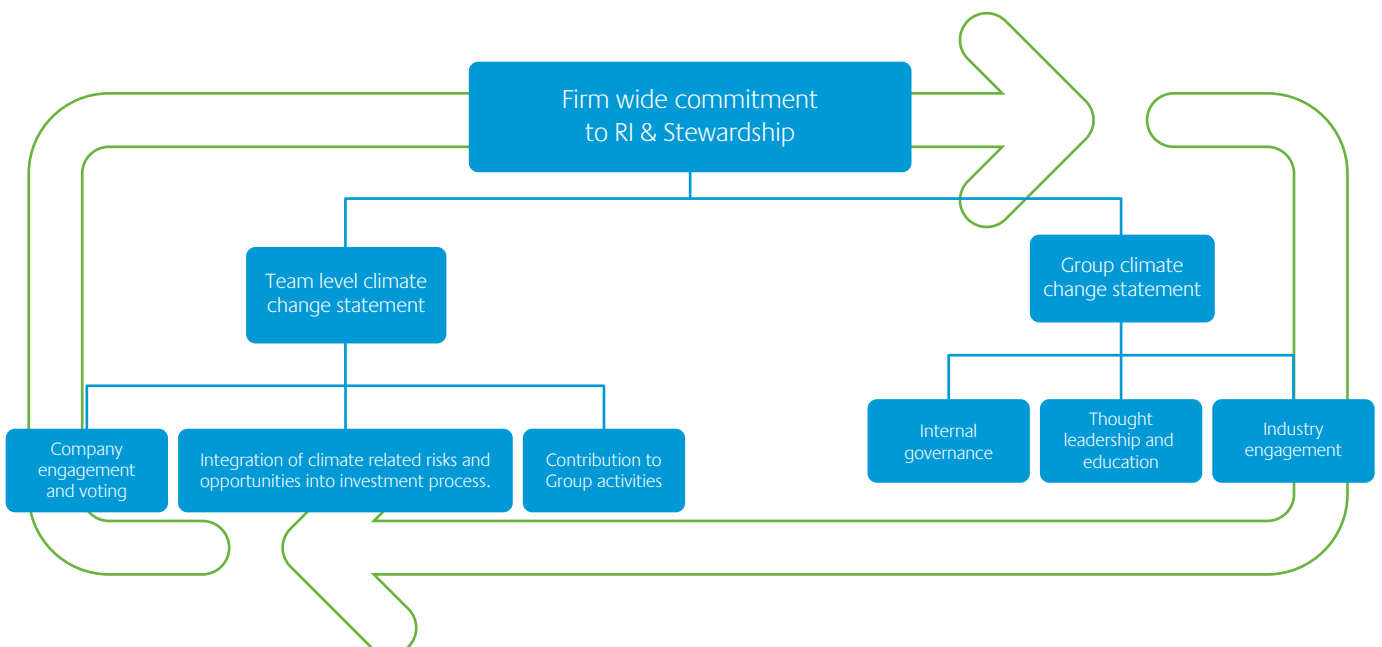 Firm wide commitment
to RI & Stewardship
Team level climate
change statement
Group climate
change statement
Company
engagement
and voting
Integration of climate related risks and
opportunities into investment process.
Contribution to
Group activities
Internal
governance
Thought
leadership and
education
Industry
engagement